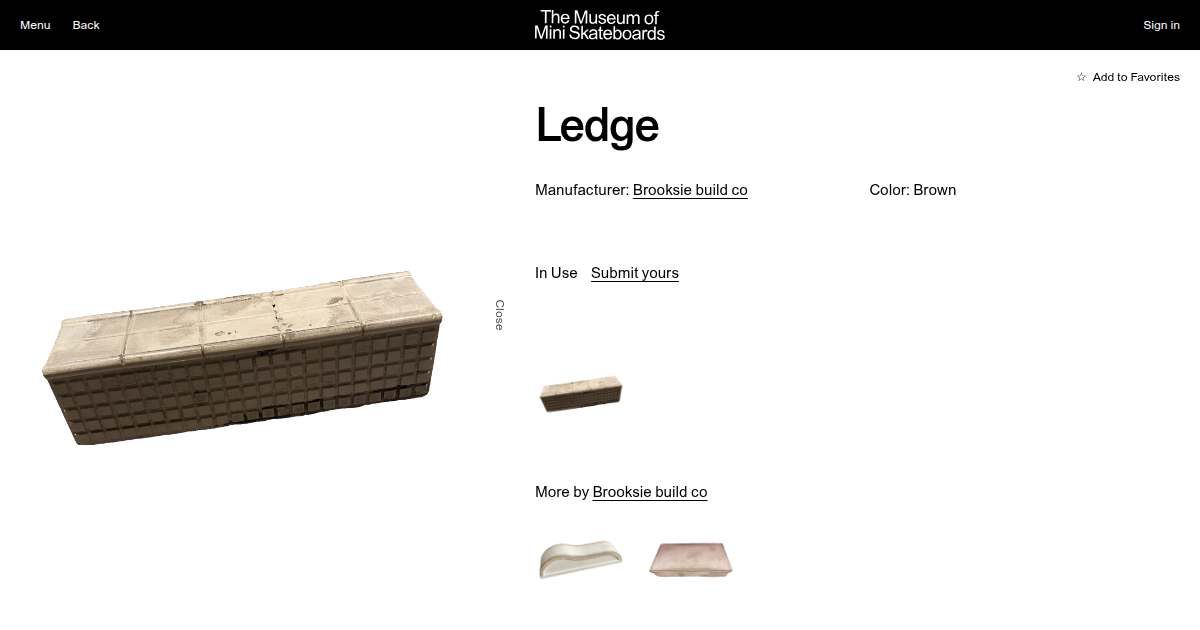 Menu
Back
The Museum of
Mini Skateboards
Sign in
☆ Add to Favorites
Ledge
Manufacturer: Brooksie build co
Color: Brown
In Use
Submit yours
Close
More by Brooksie build co